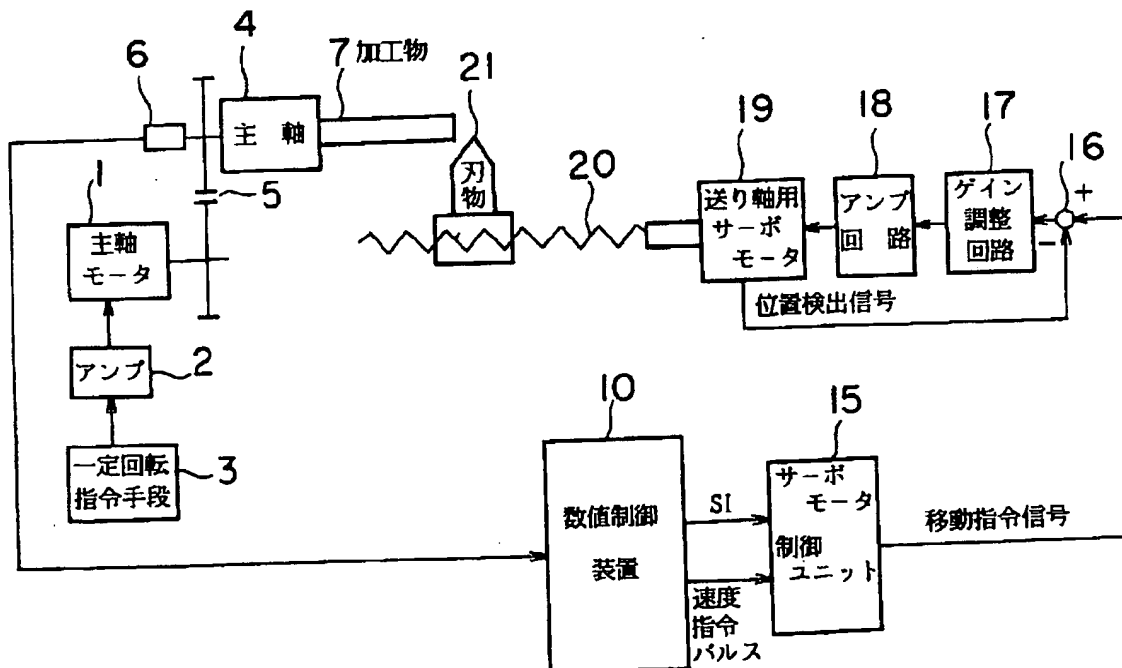 4
6
7 加工物
21
主 軸
刃
物
5
1
主軸
モータ
アンプ
2
一定回転
指令手段
3
20
19
送り軸用
サーボ
モータ
18
アンプ
回 路
17
ゲイン
調整
回路
16
+
−
位置検出信号
10
数値制御
装置
SI
速度
指令
パルス
15
サーボ
モータ
制御
ユニット
移動指令信号